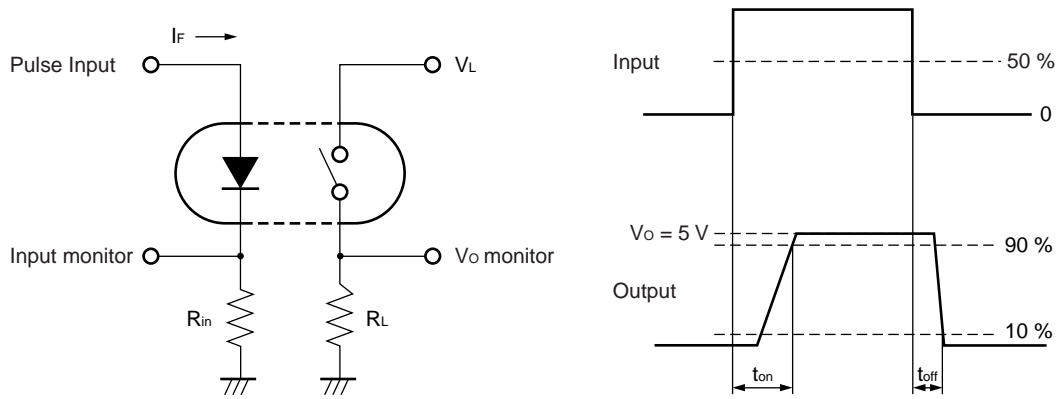 IF
Pulse Input
VL
Input monitor
VO monitor
Rin
RL
Input
50 %
0
VO = 5 V
90 %
Output
10 %
ton
toff